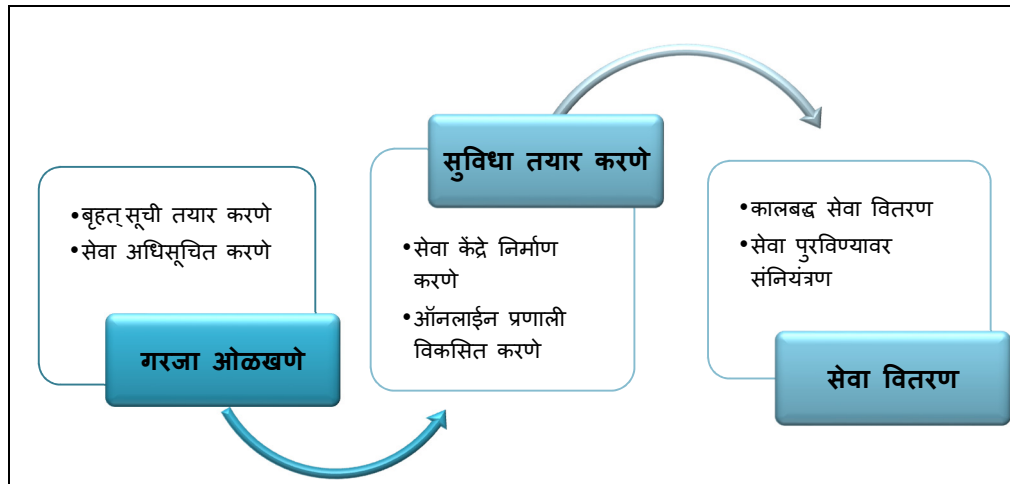 •बृहत् सूची तयार करणे
•सेवा अधिसूचित करणे
गरजा ओळखणे
सुविधा तयार करणे
•सेवा केंद्रे निर्माण
करणे
•ऑनलाईन प्रणाली
विकसित करणे
•कालबद्ध सेवा वितरण
•सेवा पुरविण्यावर
संनियंत्रण
सेवा वितरण